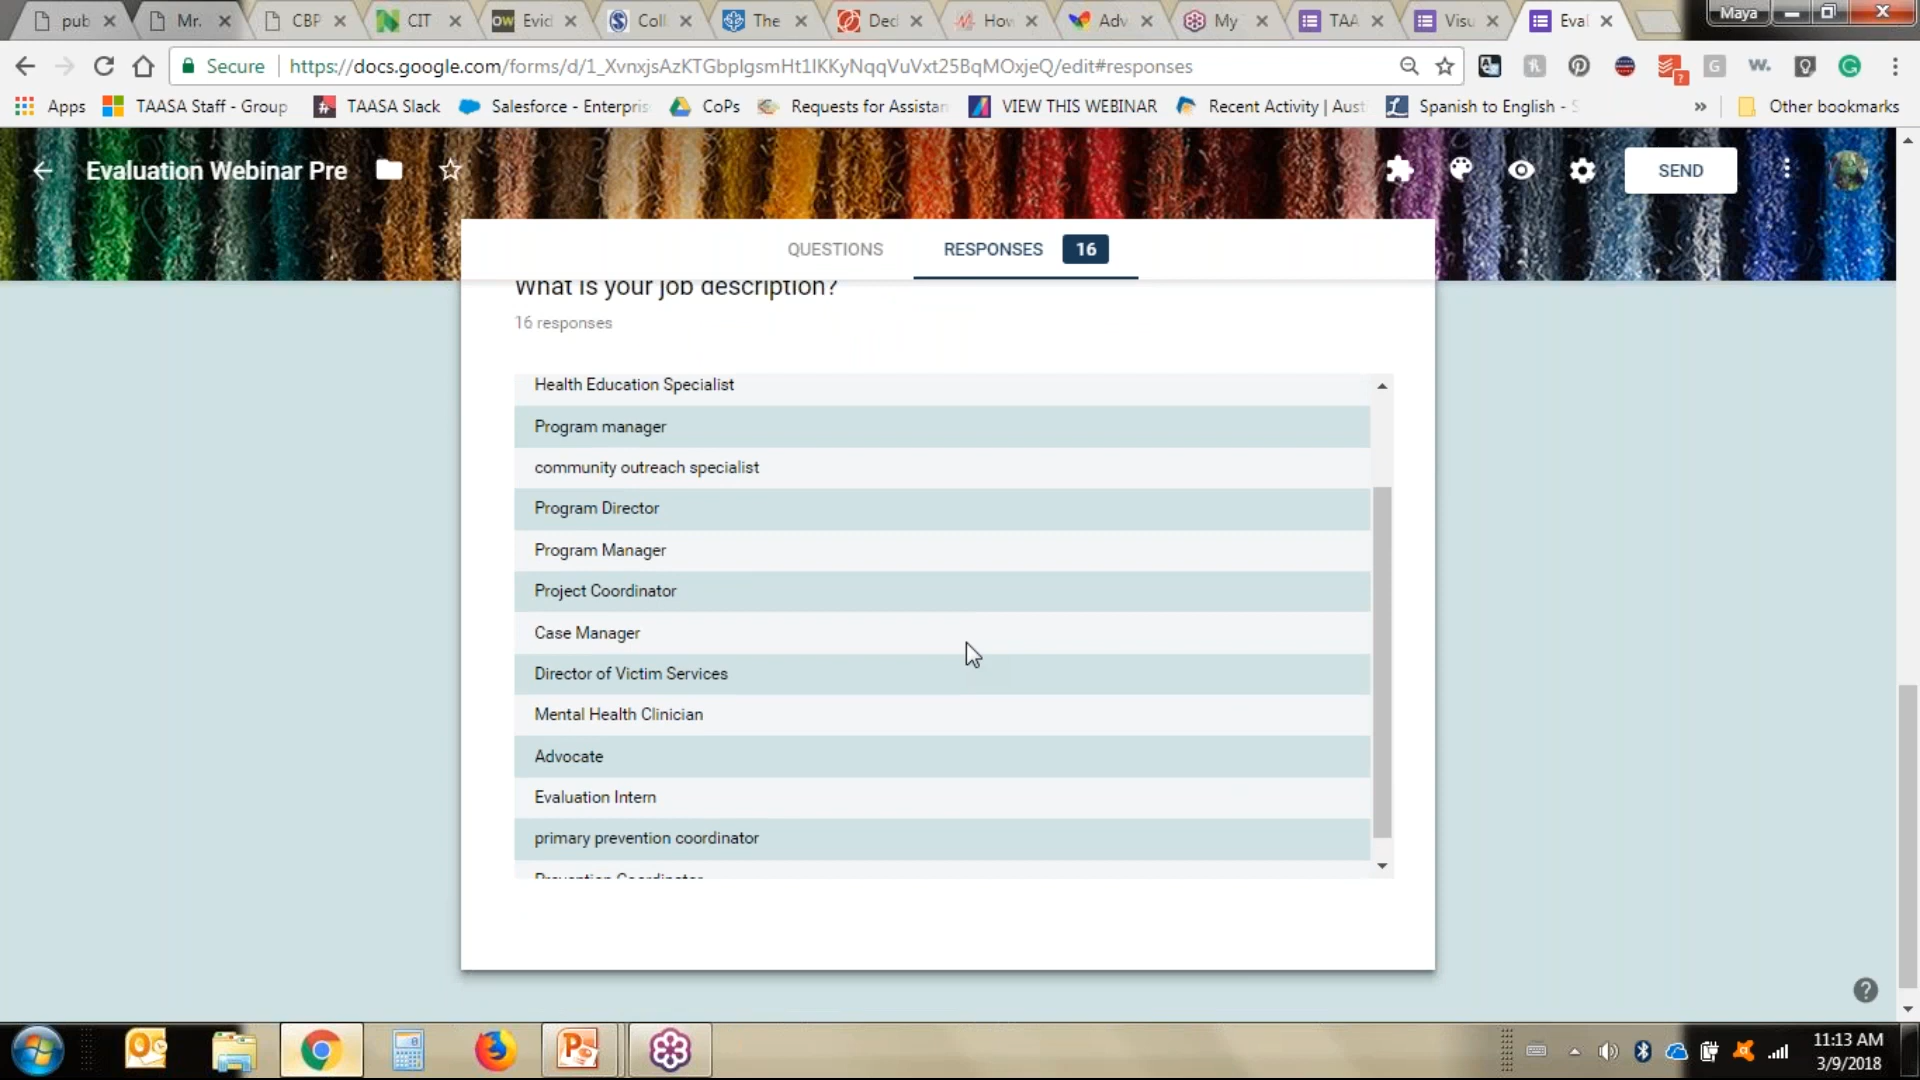 pub Mr. CBP CIT Evid Coll The Ded How Adv My TAA Visu Eval Maya
Secure https://docs.google.com/forms/d/1_XvnxjsAzKTGbpIgsmHt1IKKyNqqVuVxt25BqMOxjeQ/edit#responses
Apps TAASA Staff - Group TAASA Slack Salesforce - Enterpris CoPs Requests for Assistan VIEW THIS WEBINAR Recent Activity | Aust Spanish to English - S » Other bookmarks
Evaluation Webinar Pre SEND
QUESTIONS RESPONSES 16
What is your job description?
16 responses
Health Education Specialist
Program manager
community outreach specialist
Program Director
Program Manager
Project Coordinator
Case Manager
Director of Victim Services
Mental Health Clinician
Advocate
Evaluation Intern
primary prevention coordinator
Prevention Coordinator
11:13 AM
3/9/2018